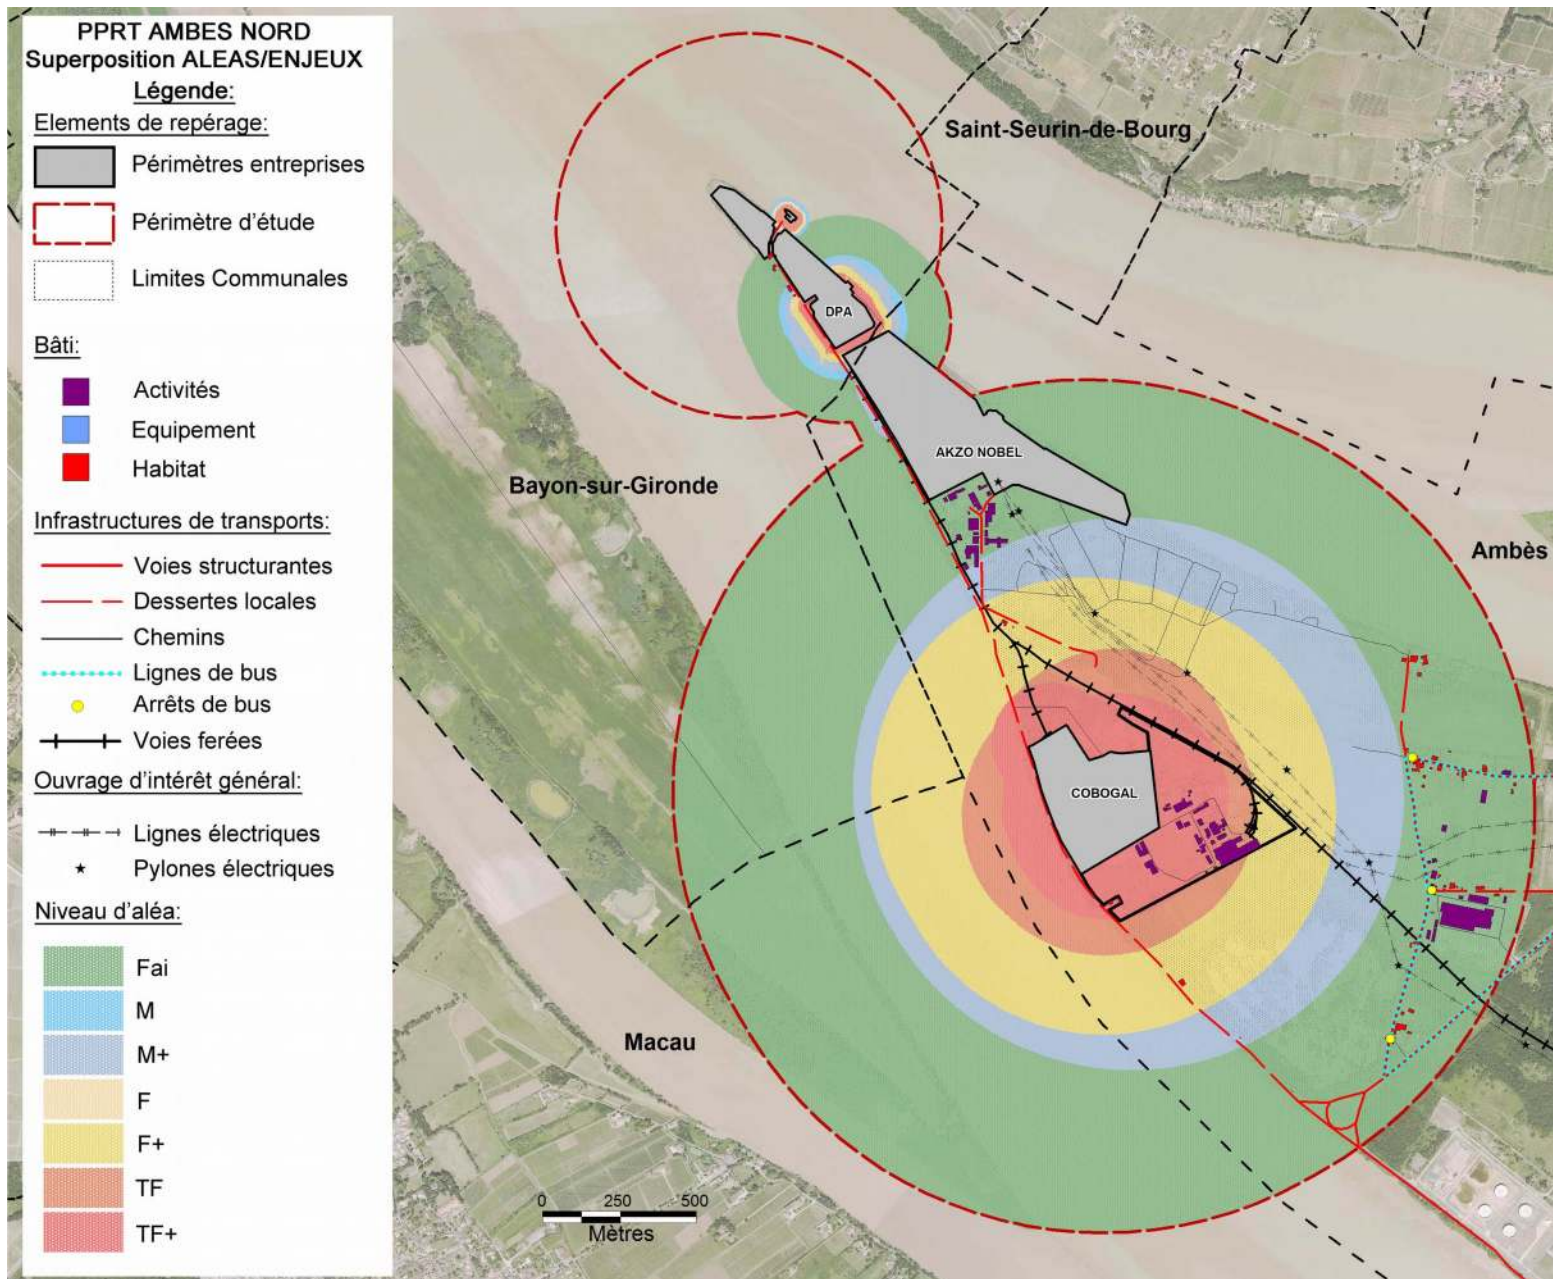 PPRT AMBES NORD
Superposition ALEAS/ENJEUX
Légende:
Elements de repérage:
Périmètres entreprises
Périmètre d'étude
Limites Communales
Bâti:
Activités
Equipement
Habitat
Infrastructures de transports:
Voies structurantes
Dessertes locales
Chemins
Lignes de bus
Arrêts de bus
Voies ferées
Ouvrage d'intérêt général:
Lignes électriques
Pylones électriques
Niveau d'aléa:
Fai
M
M+
F
F+
TF
TF+
Saint-Seurin-de-Bourg
DPA
AKZO NOBEL
Bayon-sur-Gironde
Ambès
COBOGAL
Macau
0 250 500
Mètres